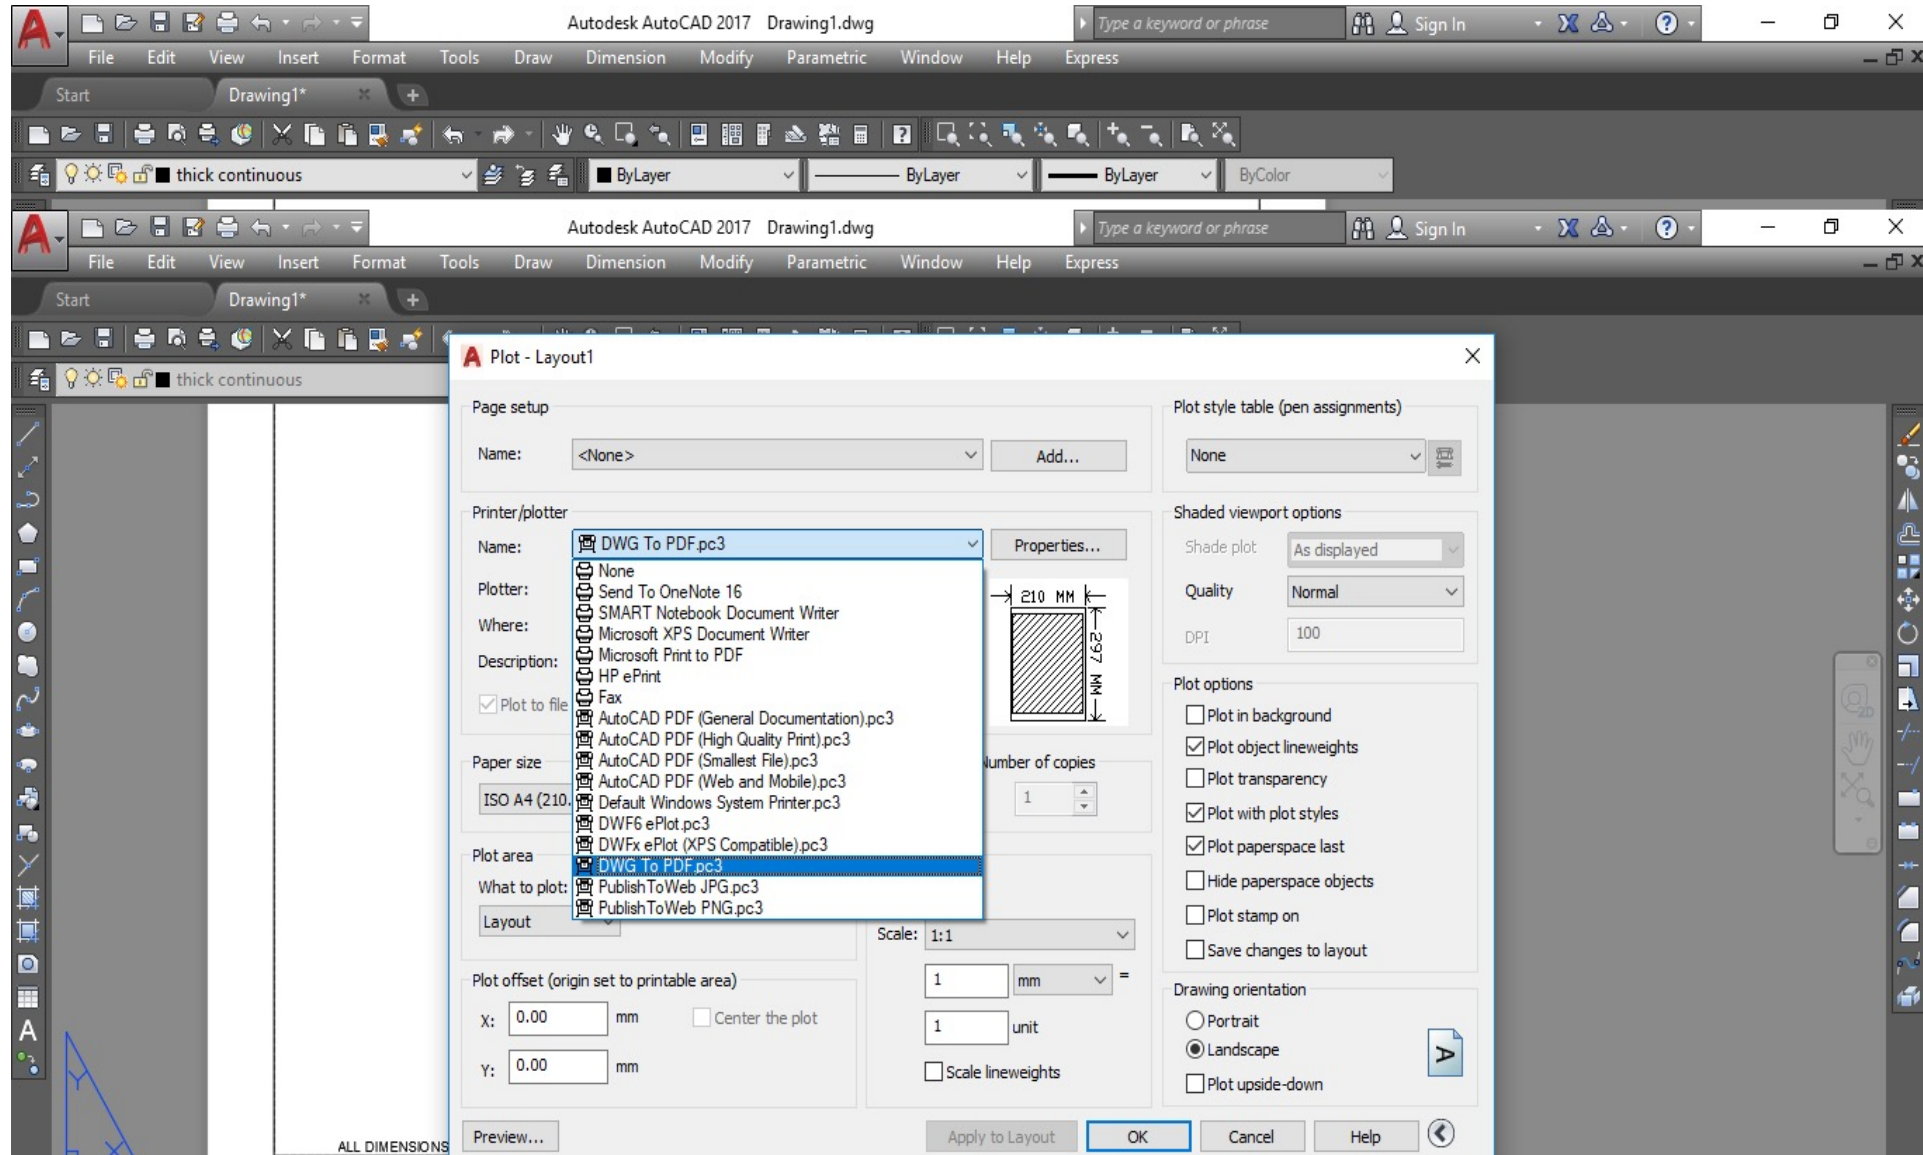 Autodesk AutoCAD 2017 Drawing1.dwg Type a keyword or phrase Sign In
File Edit View Insert Format Tools Draw Dimension Modify Parametric Window Help Express
Start Drawing1*
thick continuous ByLayer ByLayer ByLayer ByColor
Autodesk AutoCAD 2017 Drawing1.dwg Type a keyword or phrase Sign In
File Edit View Insert Format Tools Draw Dimension Modify Parametric Window Help Express
Start Drawing1*
thick continuous
Plot - Layout1
Page setup
Name: <None> Add...
Plot style table (pen assignments)
None
Printer/plotter
Name: DWG To PDF.pc3 Properties...
None
Send To OneNote 16
SMART Notebook Document Writer
Microsoft XPS Document Writer
Microsoft Print to PDF
HP ePrint
Fax
AutoCAD PDF (General Documentation).pc3
AutoCAD PDF (High Quality Print).pc3
AutoCAD PDF (Smallest File).pc3
AutoCAD PDF (Web and Mobile).pc3
Default Windows System Printer.pc3
DWF6 ePlot.pc3
DWFx ePlot (XPS Compatible).pc3
DWG To PDF.pc3
PublishToWeb JPG.pc3
PublishToWeb PNG.pc3
Plotter:
Where:
Description:
Plot to file
210 MM
297 MM
Paper size
ISO A4 (210.
Number of copies
1
Plot area
What to plot:
Layout
Scale: 1:1
1 mm =
1 unit
Scale lineweights
Plot offset (origin set to printable area)
X: 0.00 mm Center the plot
Y: 0.00 mm
Shaded viewport options
Shade plot As displayed
Quality Normal
DPI 100
Plot options
Plot in background
Plot object lineweights
Plot transparency
Plot with plot styles
Plot paperspace last
Hide paperspace objects
Plot stamp on
Save changes to layout
Drawing orientation
Portrait
Landscape
Plot upside-down
A
Preview... Apply to Layout OK Cancel Help
ALL DIMENSIONS
2D
A
Y
X